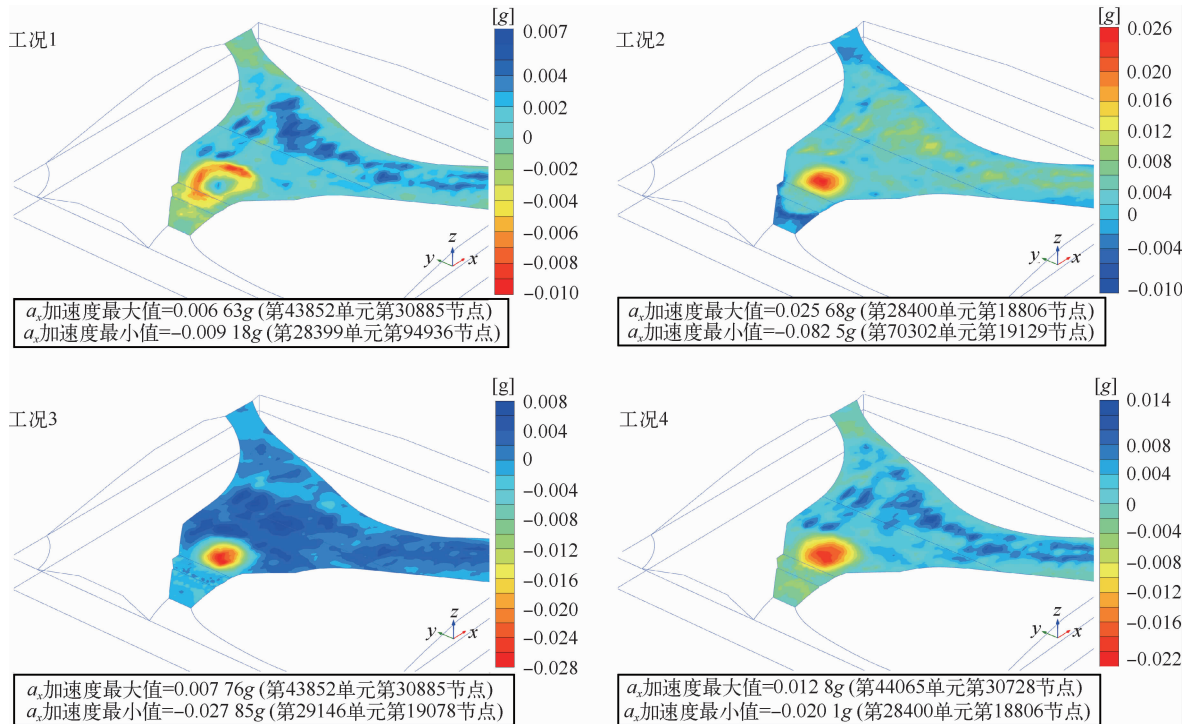 工况1
[g]
0.007
0.004
0.002
0
−0.002
−0.004
−0.006
−0.008
−0.010
z
y
x
a_x加速度最大值=0.006 63g (第43852单元第30885节点)
a_x加速度最小值=−0.009 18g (第28399单元第94936节点)
工况2
[g]
0.026
0.020
0.016
0.012
0.008
0.004
0
−0.004
−0.010
z
y
x
a_x加速度最大值=0.025 68g (第28400单元第18806节点)
a_x加速度最小值=−0.082 5g (第70302单元第19129节点)
工况3
[g]
0.008
0.004
0
−0.004
−0.008
−0.012
−0.016
−0.020
−0.024
−0.028
z
y
x
a_x加速度最大值=0.007 76g (第43852单元第30885节点)
a_x加速度最小值=−0.027 85g (第29146单元第19078节点)
工况4
[g]
0.014
0.008
0.004
0
−0.004
−0.008
−0.012
−0.016
−0.022
z
y
x
a_x加速度最大值=0.012 8g (第44065单元第30728节点)
a_x加速度最小值=−0.020 1g (第28400单元第18806节点)